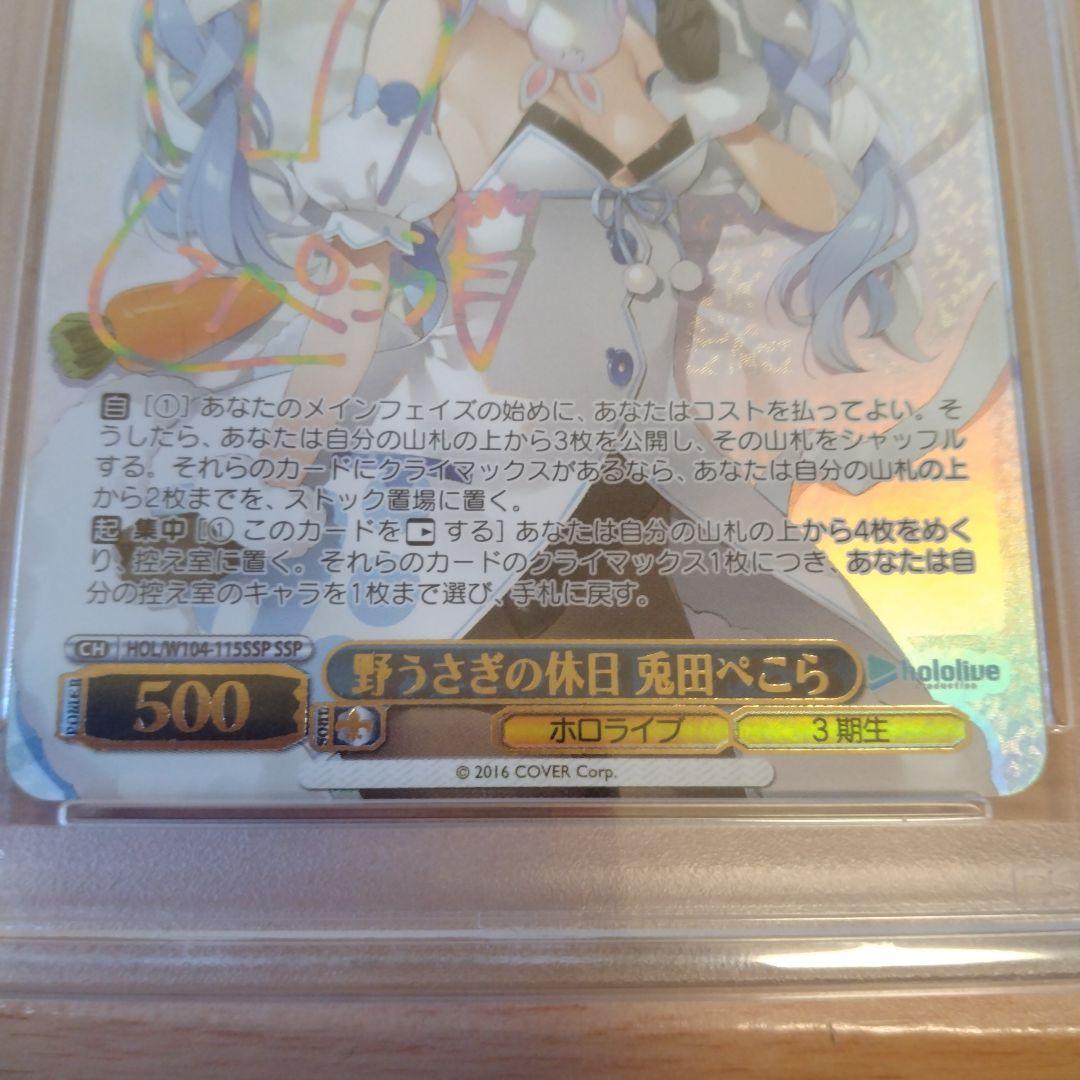 ぺこら
自 [①] あなたのメインフェイズの始めに、あなたはコストを払ってよい。そ
うしたら、あなたは自分の山札の上から3枚を公開し、その山札をシャッフル
する。それらのカードにクライマックスがあるなら、あなたは自分の山札の上
から2枚までを、ストック置場に置く。
起 集中 [① このカードを する] あなたは自分の山札の上から4枚をめく
り、控え室に置く。それらのカードのクライマックス1枚につき、あなたは自
分の控え室のキャラを1枚まで選び、手札に戻す。
CH HOL/W104-115SSP SSP
野うさぎの休日 兎田ぺこら
hololive
production
POWER
500
SOUL
ホロライブ
3期生
© 2016 COVER Corp.